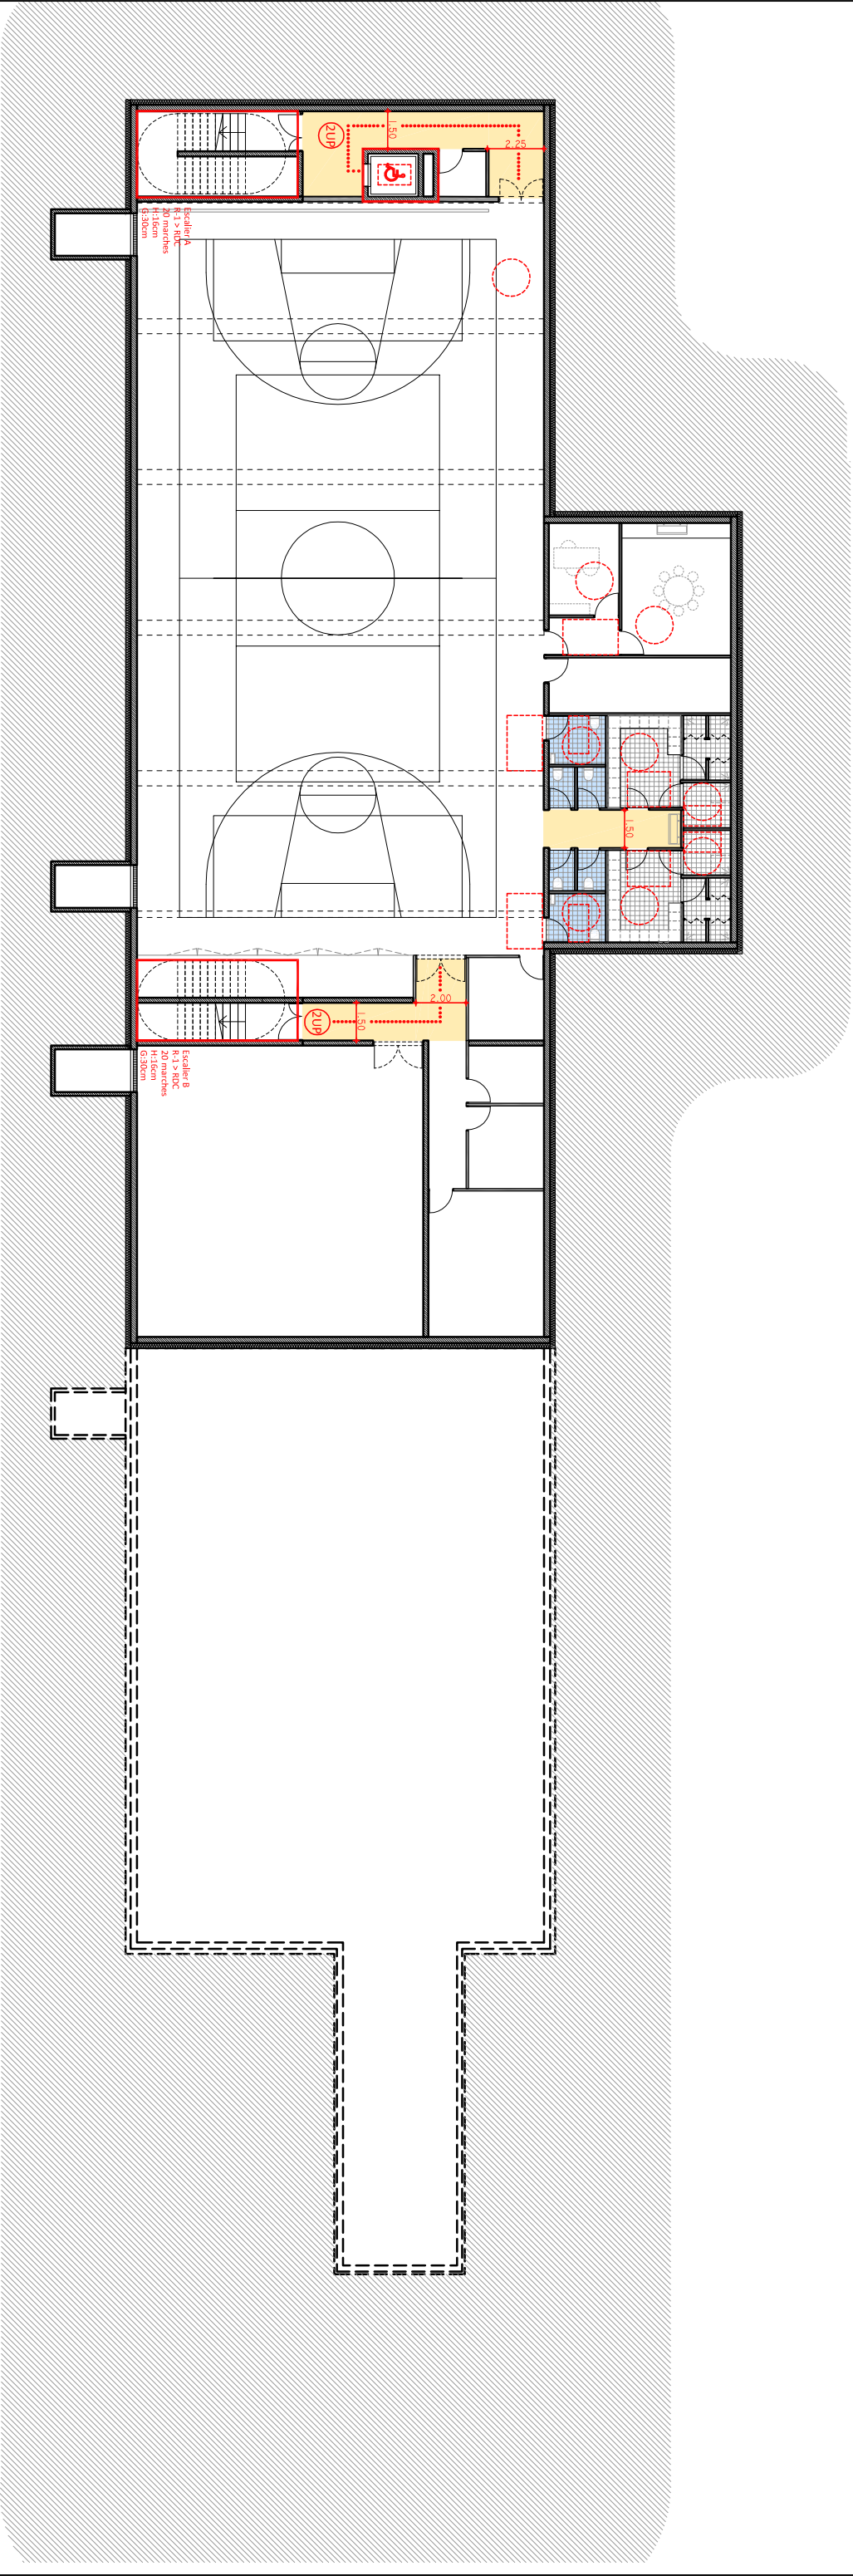 2UP
1.50
2.25
Escalier A
R-1 > RDC
20 marches
H:16cm
G:30cm
1.50
2.00
2UP
1.50
Escalier B
R-1 > RDC
20 marches
H:16cm
G:30cm